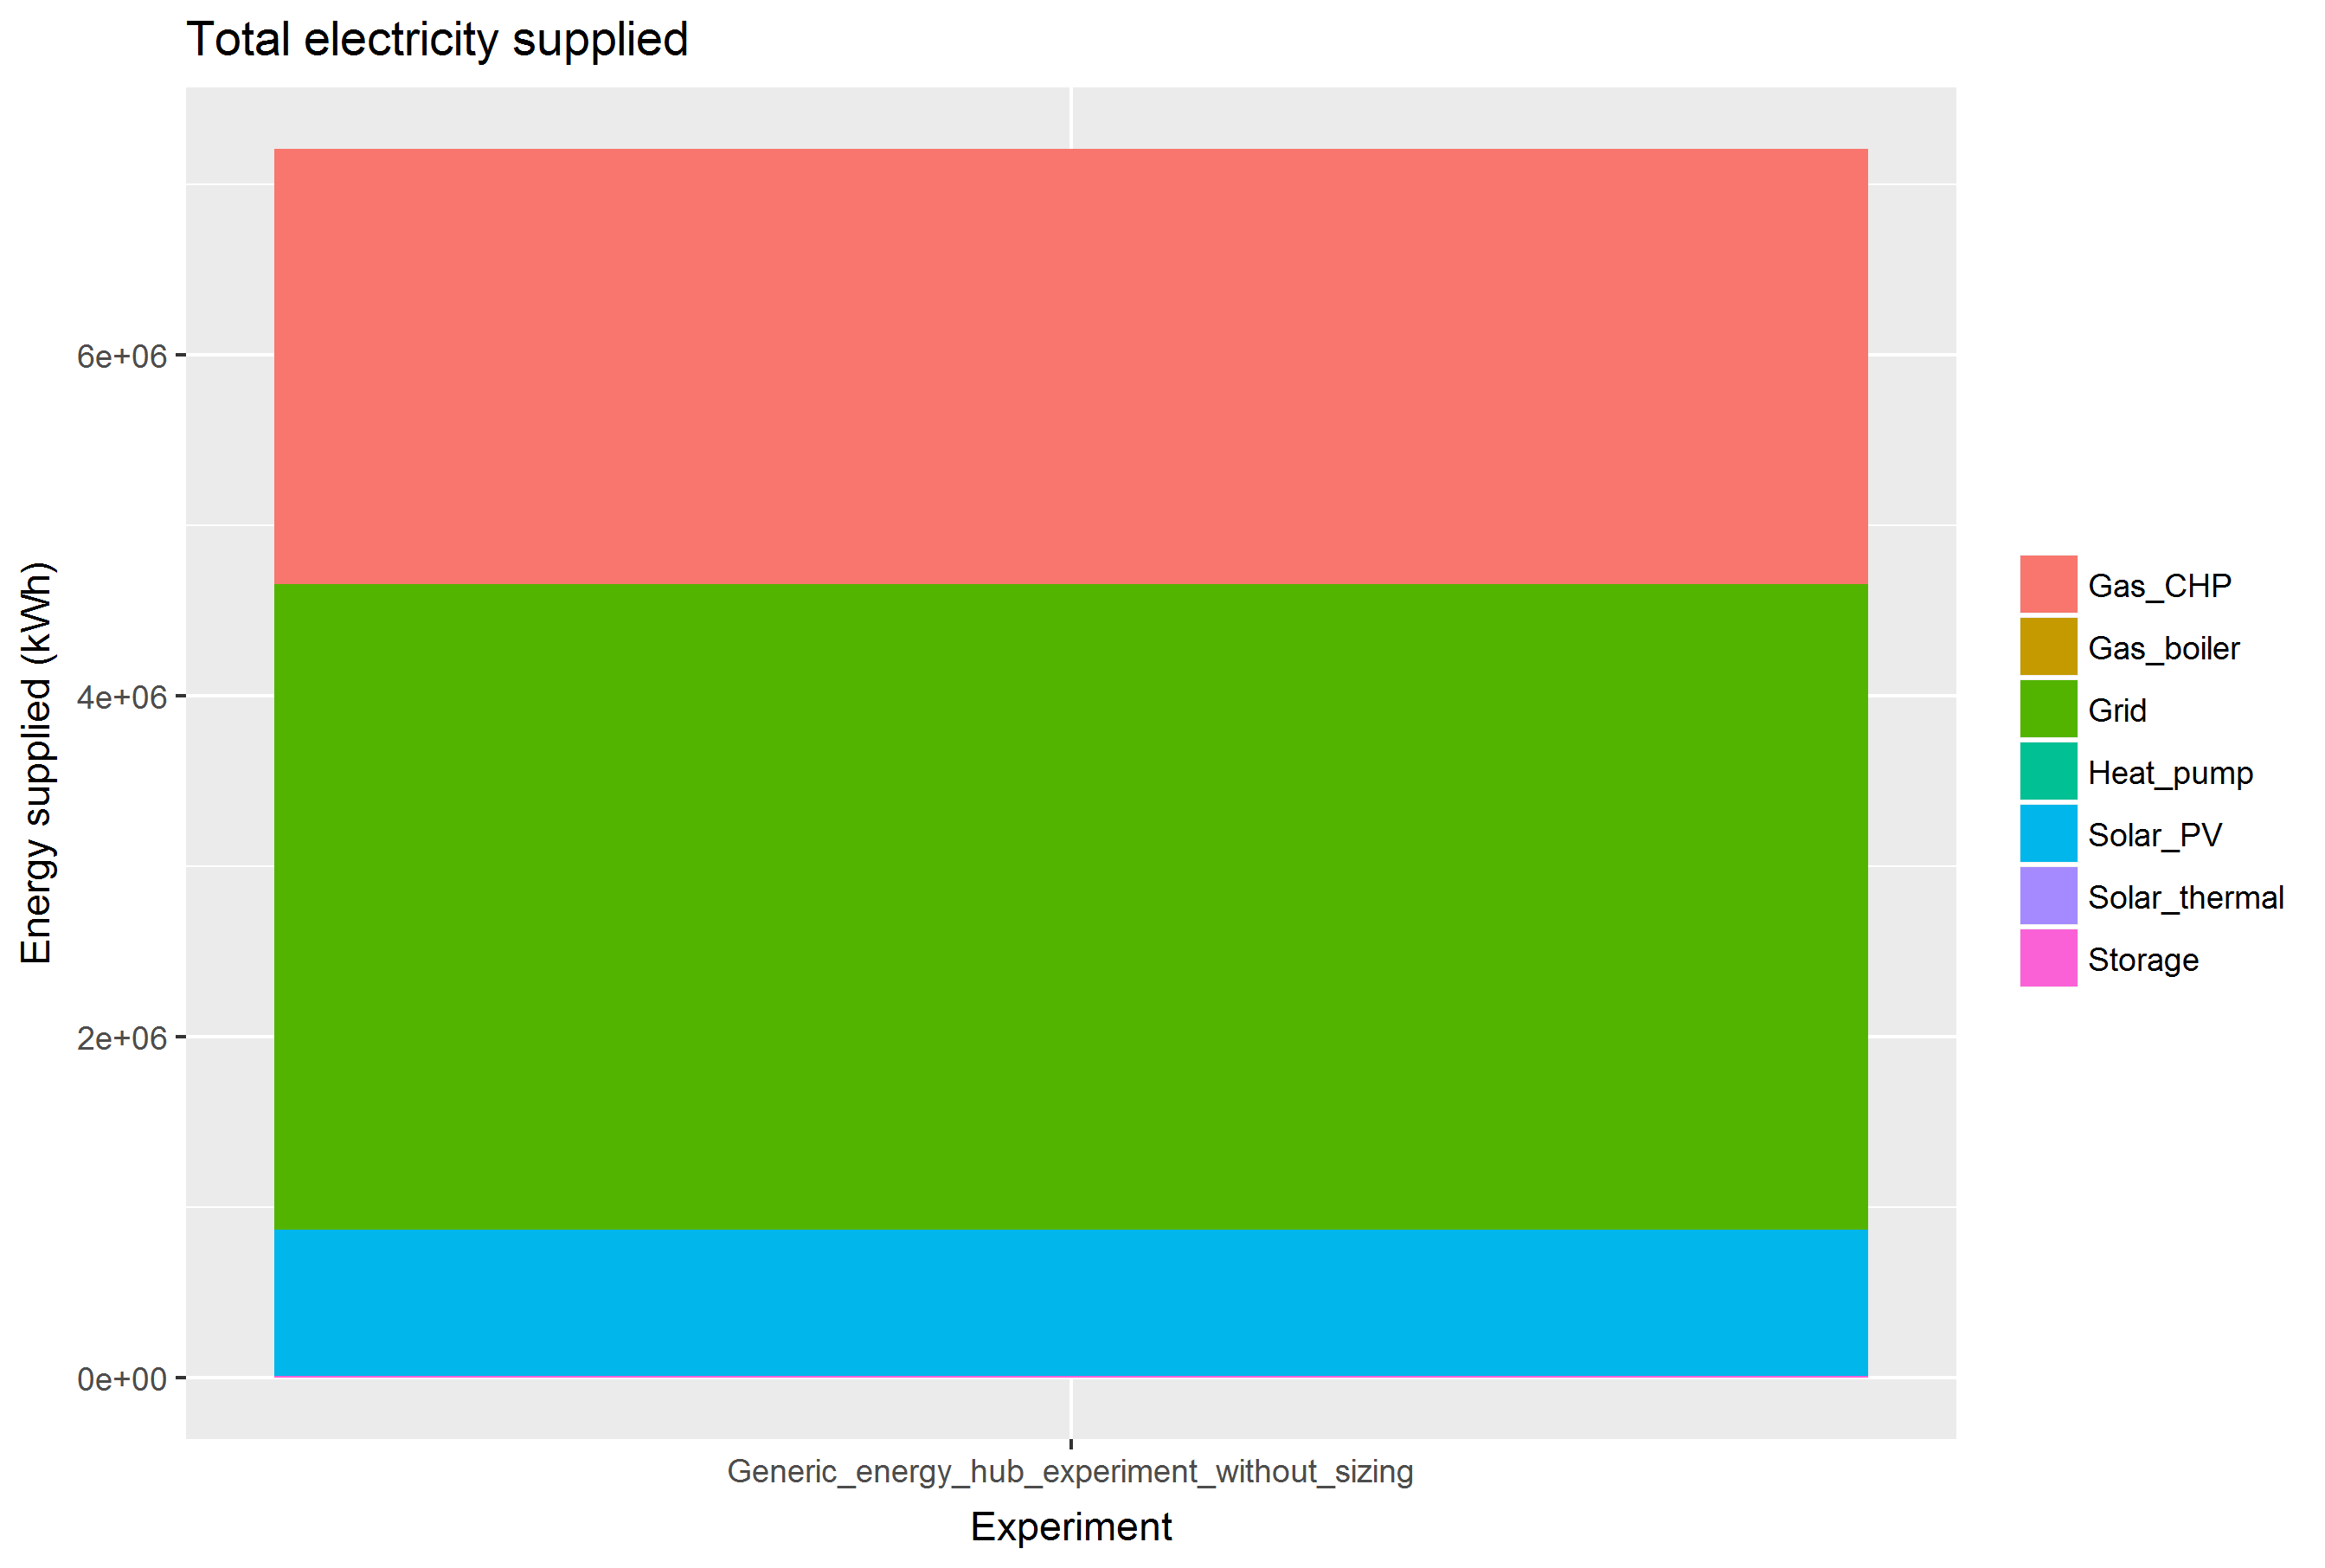 Total electricity supplied
Energy supplied (kWh)
6e+06
4e+06
2e+06
0e+00
Generic_energy_hub_experiment_without_sizing
Experiment
Gas_CHP
Gas_boiler
Grid
Heat_pump
Solar_PV
Solar_thermal
Storage